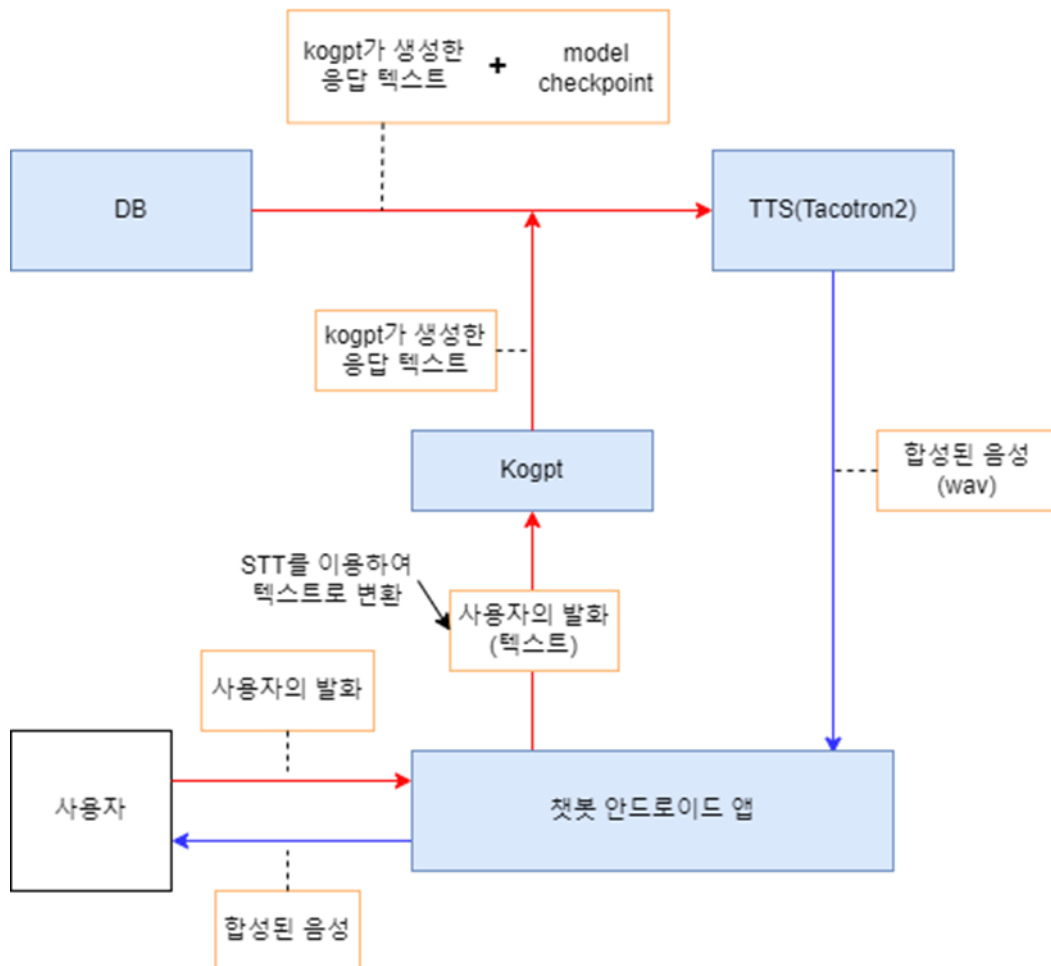 kogpt가 생성한
응답 텍스트
+
model
checkpoint
DB
TTS(Tacotron2)
kogpt가 생성한
응답 텍스트
Kogpt
합성된 음성
(wav)
STT를 이용하여
텍스트로 변환
사용자의 발화
(텍스트)
사용자의 발화
사용자
챗봇 안드로이드 앱
합성된 음성